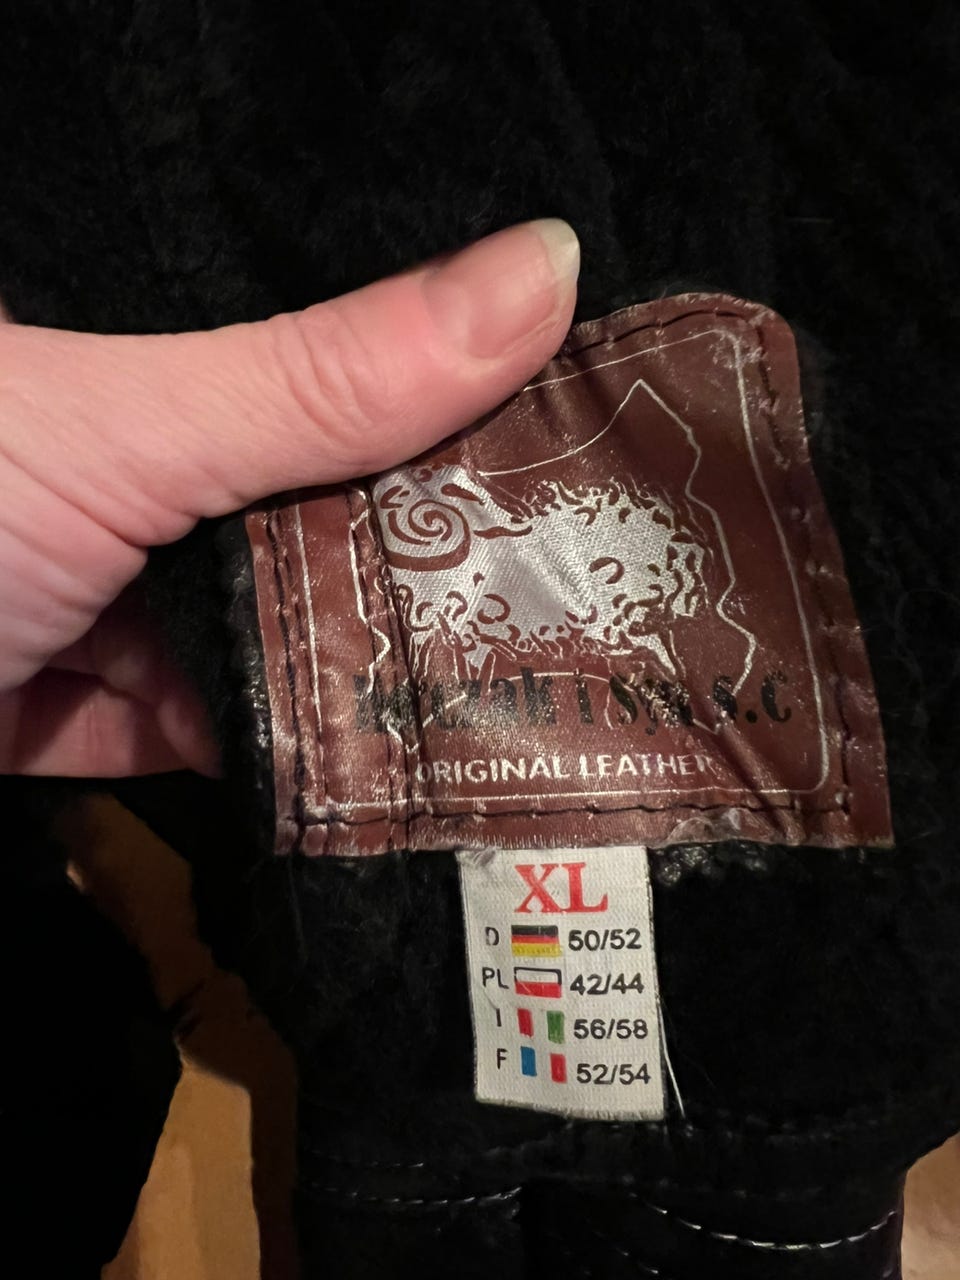 i Syn s.c
ORIGINAL LEATHER
XL
D 50/52
PL 42/44
I 56/58
F 52/54